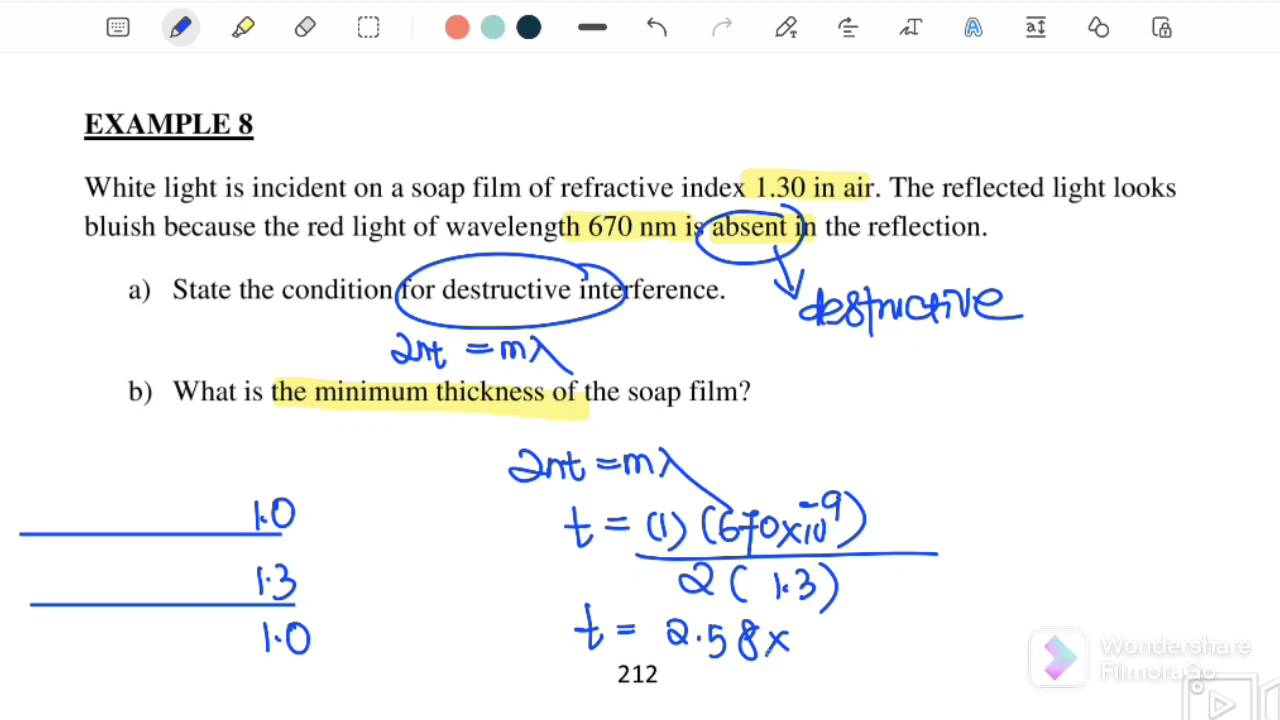 EXAMPLE 8
White light is incident on a soap film of refractive index 1.30 in air. The reflected light looks
bluish because the red light of wavelength 670 nm is absent in the reflection.
a) State the condition for destructive interference.
destructive
2nt = mλ
b) What is the minimum thickness of the soap film?
2nt = mλ
1.0
t = (1) (670x10⁻⁹)
1.3
2 ( 1.3)
1.0
t = 2.58x
212
Wondershare
FilmoraGo